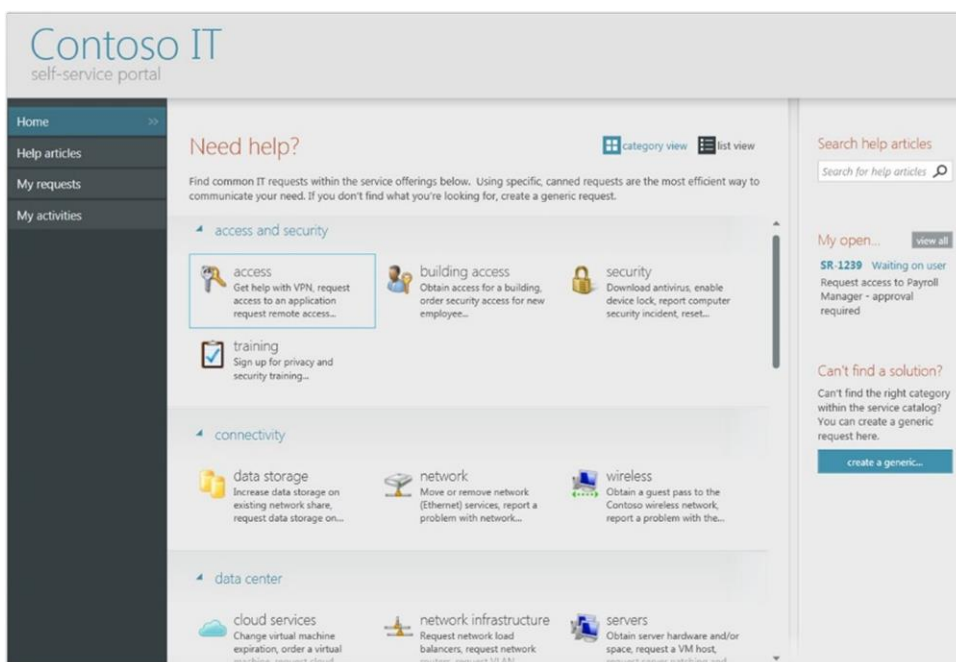 Contoso IT
self-service portal
Home
Help articles
My requests
My activities
Need help?
category view
list view
Find common IT requests within the service offerings below. Using specific, canned requests are the most efficient way to
communicate your need. If you don't find what you're looking for, create a generic request.
access and security
access
Get help with VPN, request
access to an application
request remote access...
building access
Obtain access for a building,
order security access for new
employee...
security
Download antivirus, enable
device lock, report computer
security incident, reset...
training
Sign up for privacy and
security training...
connectivity
data storage
Increase data storage on
existing network share,
request data storage on...
network
Move or remove network
(Ethernet) services, report a
problem with network...
wireless
Obtain a guest pass to the
Contoso wireless network,
report a problem with the...
data center
cloud services
Change virtual machine
expiration, order a virtual
machine, request cloud
network infrastructure
Request network load
balancers, request network
routers, request VLAN
servers
Obtain server hardware and/or
space, request a VM host,
request server patching and
Search help articles
Search for help articles
My open...
view all
SR-1239 Waiting on user
Request access to Payroll
Manager - approval
required
Can't find a solution?
Can't find the right category
within the service catalog?
You can create a generic
request here.
create a generic...